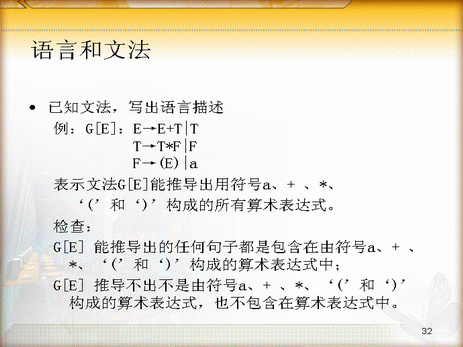 语言和文法
• 已知文法，写出语言描述
例：G[E]：E→E+T|T
T→T*F|F
F→(E)|a
表示文法G[E]能推导出用符号a、+ 、*、
‘(’ 和 ‘)’ 构成的所有算术表达式。
检查：
G[E] 能推导出的任何句子都是包含在由符号a、+ 、
*、‘(’ 和 ‘)’ 构成的算术表达式中；
G[E] 推导不出不是由符号a、+ 、*、‘(’ 和 ‘)’
构成的算术表达式，也不包含在算术表达式中。
32